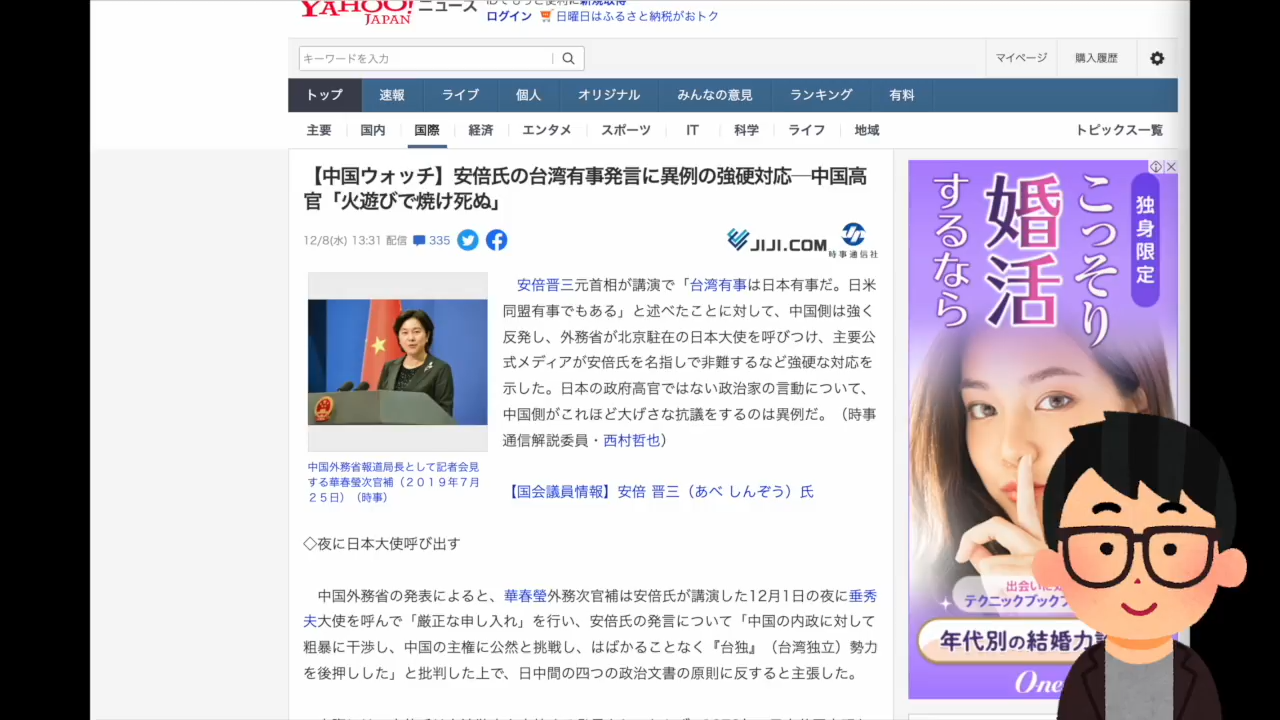 YAHOO! ニュース
JAPAN
IDでもっと便利に新規取得
ログイン 日曜日はふるさと納税がおトク
キーワードを入力
マイページ 購入履歴
トップ 速報 ライブ 個人 オリジナル みんなの意見 ランキング 有料
主要 国内 国際 経済 エンタメ スポーツ IT 科学 ライフ 地域 トピックス一覧
【中国ウォッチ】安倍氏の台湾有事発言に異例の強硬対応―中国高
官「火遊びで焼け死ぬ」
12/8(水) 13:31 配信 335
JIJI.COM
時事通信社
安倍晋三元首相が講演で「台湾有事は日本有事だ。日米
同盟有事でもある」と述べたことに対して、中国側は強く
反発し、外務省が北京駐在の日本大使を呼びつけ、主要公
式メディアが安倍氏を名指しで非難するなど強硬な対応を
示した。日本の政府高官ではない政治家の言動について、
中国側がこれほど大げさな抗議をするのは異例だ。（時事
通信解説委員・西村哲也）
中国外務省報道局長として記者会見
する華春瑩次官補（２０１９年７月
２５日）（時事）
【国会議員情報】安倍 晋三（あべ しんぞう）氏
◇夜に日本大使呼び出す
中国外務省の発表によると、華春瑩外務次官補は安倍氏が講演した12月1日の夜に垂秀
夫大使を呼んで「厳正な申し入れ」を行い、安倍氏の発言について「中国の内政に対して
粗暴に干渉し、中国の主権に公然と挑戦し、はばかることなく『台独』（台湾独立）勢力
を後押しした」と批判した上で、日中間の四つの政治文書の原則に反すると主張した。
独身限定
こっそり
婚活
するなら
出会いに
テクニックブック
年代別の結婚力
One